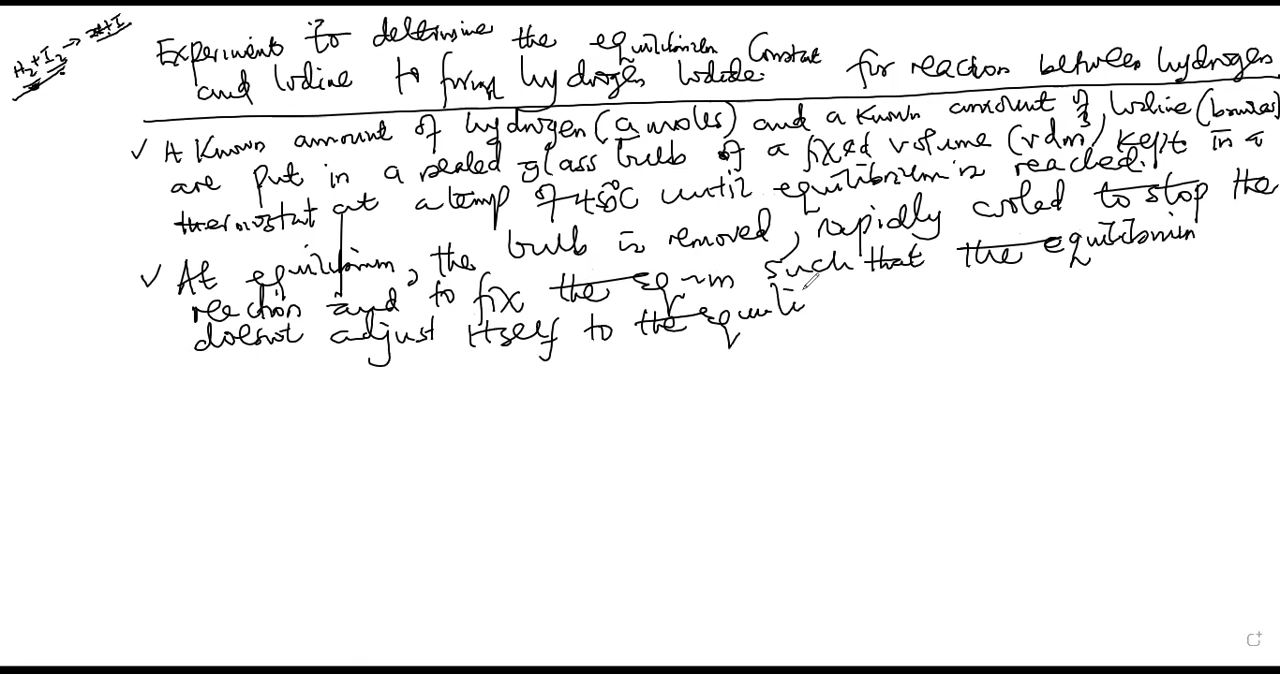 H₂+I₂ →
Experiment to determine the equilibrium Constant for reaction between hydrogen
and Iodine to form hydrogen Iodide.
✓ A Known amount of hydrogen (a moles) and a known amount of Iodine (b moles)
are put in a sealed glass bulb of a fixed volume (vdm³) kept in a
thermostat at a temp of 450°C until equilibrium is reached.
✓ At equilibrium, the bulb is removed, rapidly cooled to stop the
reaction and to fix the eqm such that the equilibrium
doesnot adjust itself to the equili